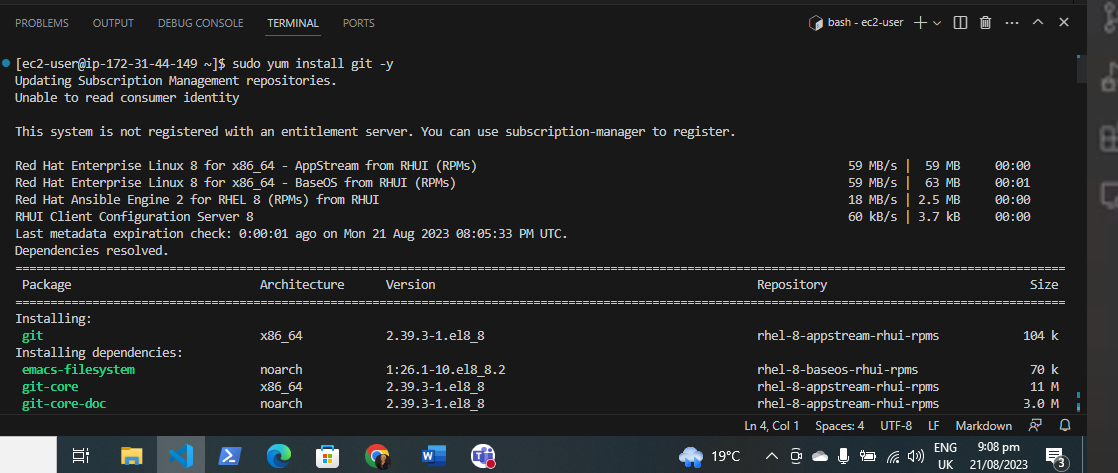 PROBLEMS OUTPUT DEBUG CONSOLE TERMINAL PORTS bash - ec2-user
[ec2-user@ip-172-31-44-149 ~]$ sudo yum install git -y
Updating Subscription Management repositories.
Unable to read consumer identity
This system is not registered with an entitlement server. You can use subscription-manager to register.
Red Hat Enterprise Linux 8 for x86_64 - AppStream from RHUI (RPMs) 59 MB/s | 59 MB 00:00
Red Hat Enterprise Linux 8 for x86_64 - BaseOS from RHUI (RPMs) 59 MB/s | 63 MB 00:01
Red Hat Ansible Engine 2 for RHEL 8 (RPMs) from RHUI 18 MB/s | 2.5 MB 00:00
RHUI Client Configuration Server 8 60 kB/s | 3.7 kB 00:00
Last metadata expiration check: 0:00:01 ago on Mon 21 Aug 2023 08:05:33 PM UTC.
Dependencies resolved.
Package Architecture Version Repository Size
Installing:
git x86_64 2.39.3-1.el8_8 rhel-8-appstream-rhui-rpms 104 k
Installing dependencies:
emacs-filesystem noarch 1:26.1-10.el8_8.2 rhel-8-baseos-rhui-rpms 70 k
git-core x86_64 2.39.3-1.el8_8 rhel-8-appstream-rhui-rpms 11 M
git-core-doc noarch 2.39.3-1.el8_8 rhel-8-appstream-rhui-rpms 3.0 M
Ln 4, Col 1 Spaces: 4 UTF-8 LF Markdown
19°C ENG 9:08 pm
UK 21/08/2023 3